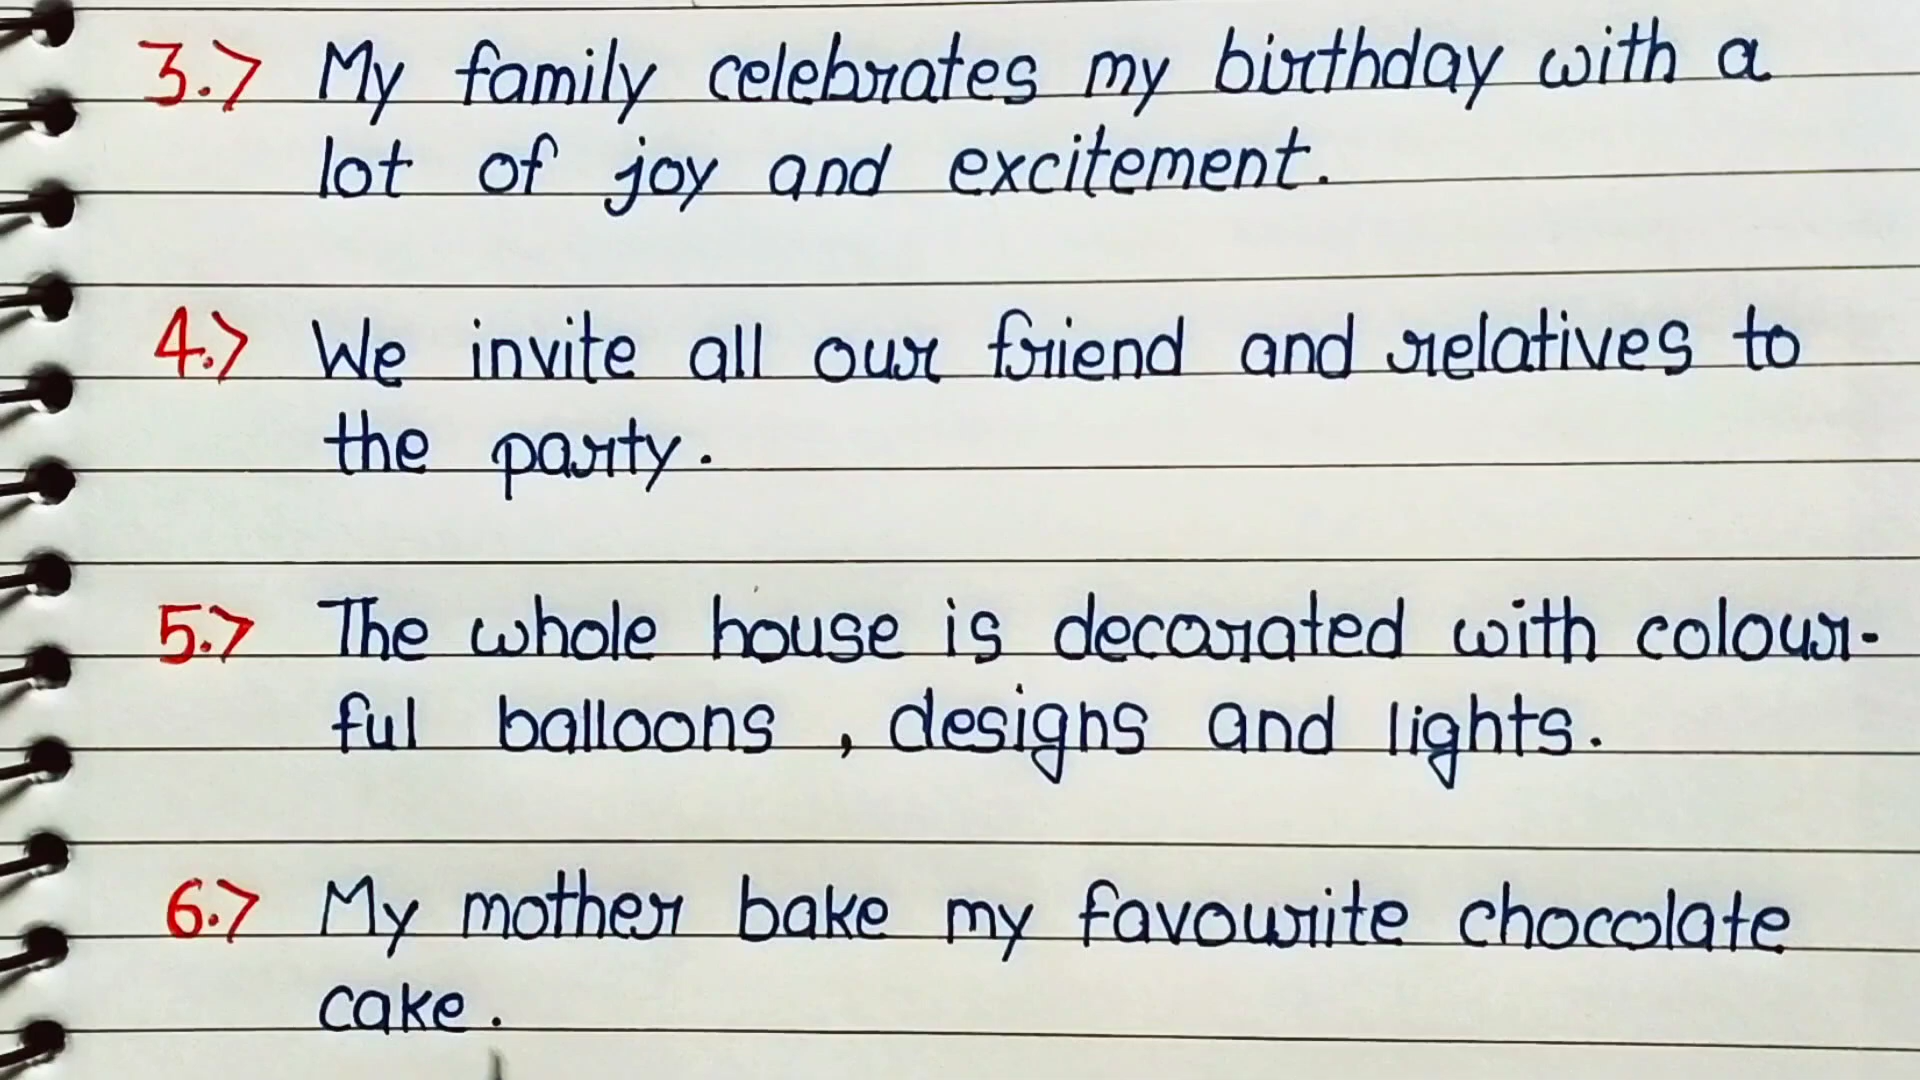 3.> My family celebrates my birthday with a
lot of joy and excitement.
4.> We invite all our friend and relatives to
the party.
5.> The whole house is decorated with colour-
ful balloons , designs and lights.
6.> My mother bake my favourite chocolate
cake.